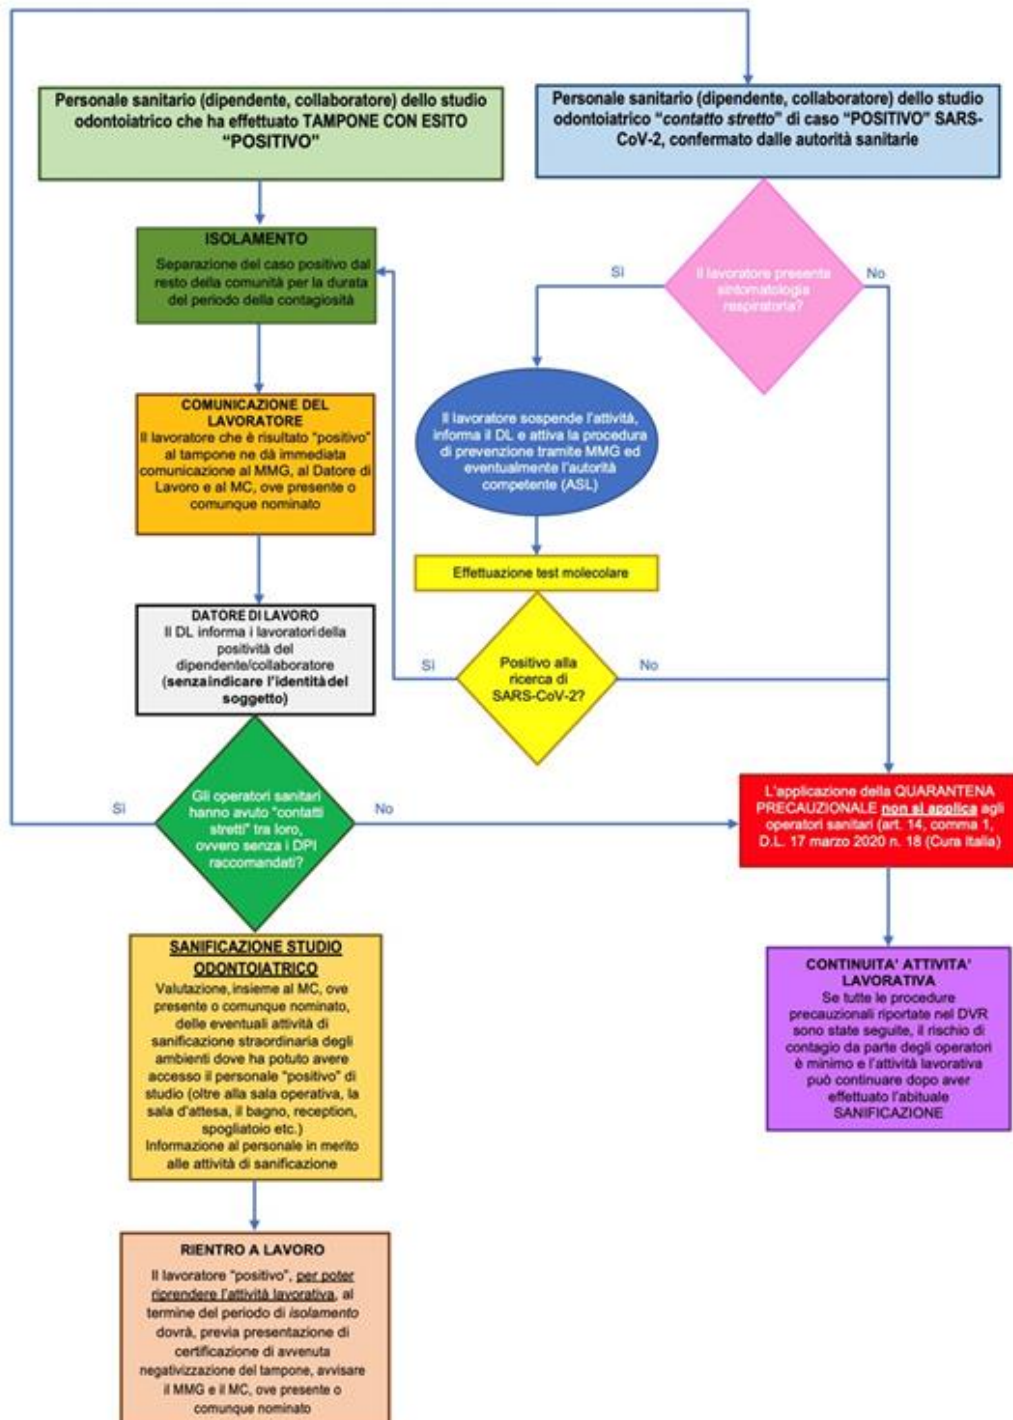 Personale sanitario (dipendente, collaboratore) dello studio
odontoiatrico che ha effettuato TAMPONE CON ESITO
“POSITIVO”
Personale sanitario (dipendente, collaboratore) dello studio
odontoiatrico “contatto stretto” di caso “POSITIVO” SARS-
CoV-2, confermato dalle autorità sanitarie
ISOLAMENTO
Separazione del caso positivo dal
resto della comunità per la durata
del periodo della contagiosità
Sì
Il lavoratore presenta
sintomatologia
respiratoria?
No
COMUNICAZIONE DEL
LAVORATORE
Il lavoratore che è risultato “positivo”
al tampone ne dà immediata
comunicazione al MMG, al Datore di
Lavoro e al MC, ove presente o
comunque nominato
Il lavoratore sospende l’attività,
informa il DL e attiva la procedura
di prevenzione tramite MMG ed
eventualmente l’autorità
competente (ASL)
Effettuazione test molecolare
DATORE DI LAVORO
Il DL informa i lavoratori della
positività del
dipendente/collaboratore
(senza indicare l’identità del
soggetto)
Sì
Positivo alla
ricerca di
SARS-CoV-2?
No
Sì
Gli operatori sanitari
hanno avuto “contatti
stretti” tra loro,
ovvero senza i DPI
raccomandati?
No
L’applicazione della QUARANTENA
PRECAUZIONALE non si applica agli
operatori sanitari (art. 14, comma 1,
D.L. 17 marzo 2020 n. 18 (Cura italia)
SANIFICAZIONE STUDIO
ODONTOIATRICO
Valutazione, insieme al MC, ove
presente o comunque nominato,
delle eventuali attività di
sanificazione straordinaria degli
ambienti dove ha potuto avere
accesso il personale “positivo” di
studio (oltre alla sala operativa, la
sala d’attesa, il bagno, reception,
spogliatoio etc.)
Informazione al personale in merito
alle attività di sanificazione
CONTINUITA’ ATTIVITA’
LAVORATIVA
Se tutte le procedure
precauzionali riportate nel DVR
sono state seguite, il rischio di
contagio da parte degli operatori
è minimo e l’attività lavorativa
può continuare dopo aver
effettuato l’abituale
SANIFICAZIONE
RIENTRO A LAVORO
Il lavoratore “positivo”, per poter
riprendere l’attività lavorativa, al
termine del periodo di isolamento
dovrà, previa presentazione di
certificazione di avvenuta
negativizzazione del tampone, avvisare
il MMG e il MC, ove presente o
comunque nominato